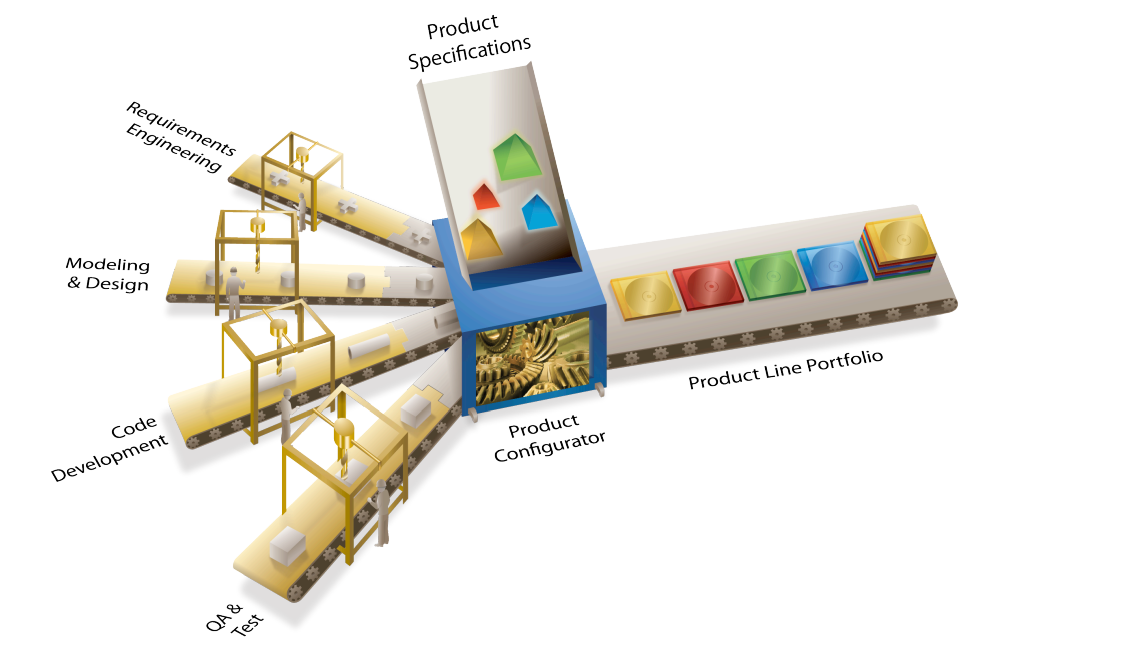 Product
Specifications
Requirements
Engineering
Modeling
& Design
Code
Development
QA &
Test
Product
Configurator
Product Line Portfolio